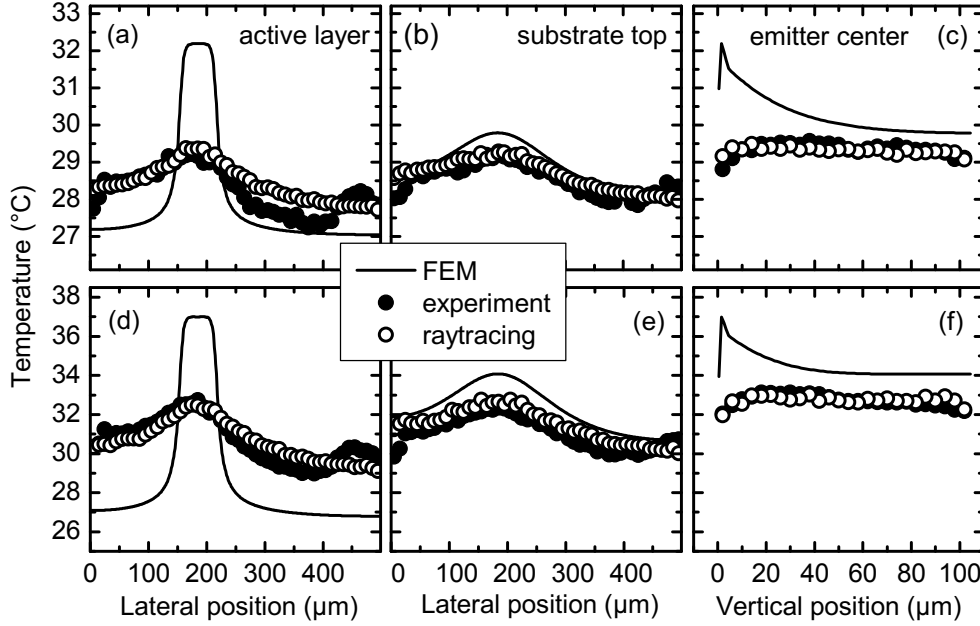 (a) active layer
(b) substrate top
emitter center (c)
33
32
31
30
29
28
27
Temperature (°C)
FEM
experiment
raytracing
(d)
(e)
(f)
38
36
34
32
30
28
26
0 100 200 300 400
0 100 200 300 400
0 20 40 60 80 100
Lateral position (µm)
Lateral position (µm)
Vertical position (µm)